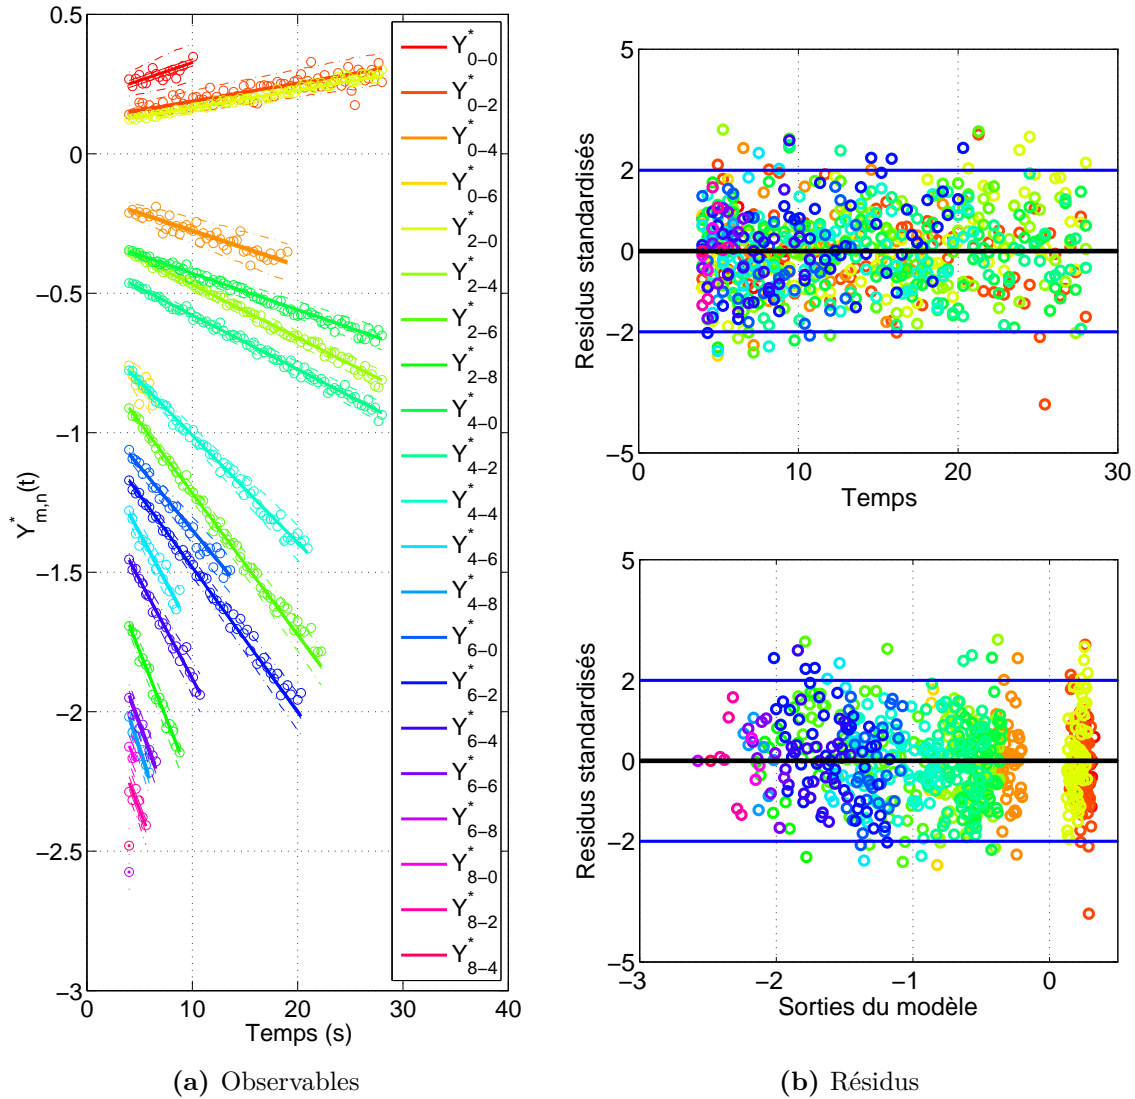 0.5
0
−0.5
−1
−1.5
−2
−2.5
−3
0
10
20
30
40
Y*m,n(t)
Temps (s)
Y*0−0
Y*0−2
Y*0−4
Y*0−6
Y*2−0
Y*2−4
Y*2−6
Y*2−8
Y*4−0
Y*4−2
Y*4−4
Y*4−6
Y*4−8
Y*6−0
Y*6−2
Y*6−4
Y*6−6
Y*6−8
Y*8−0
Y*8−2
Y*8−4
(a) Observables
5
2
0
−2
−5
0
10
20
30
Residus standardisés
Temps
5
2
0
−2
−5
−3
−2
−1
0
Residus standardisés
Sorties du modèle
(b) Résidus